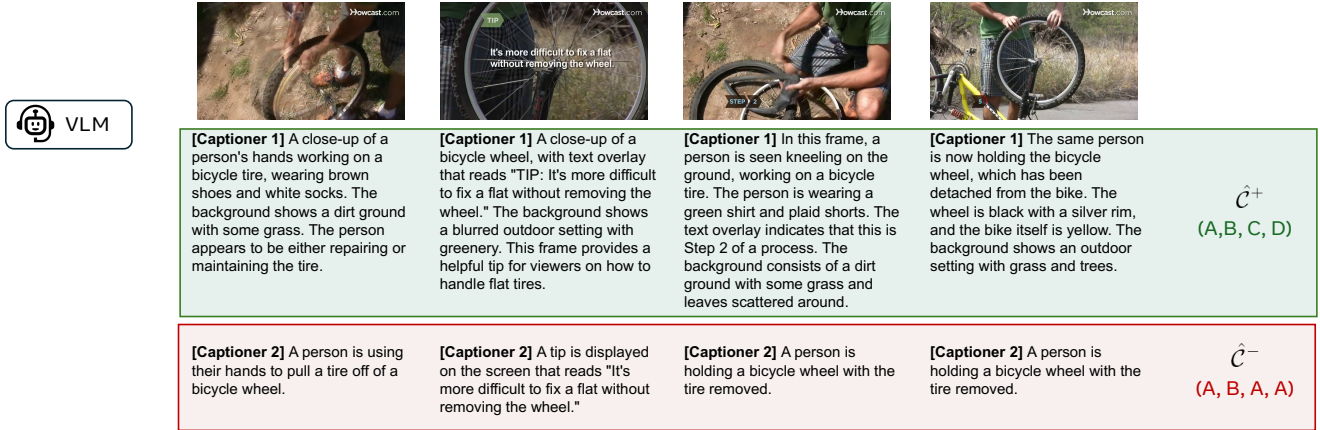 Howcast.com
TIP
Howcast.com
It's more difficult to fix a flat
without removing the wheel.
Howcast.com
STEP 2
Howcast.com
5
VLM
[Captioner 1] A close-up of a
person's hands working on a
bicycle tire, wearing brown
shoes and white socks. The
background shows a dirt ground
with some grass. The person
appears to be either repairing or
maintaining the tire.
[Captioner 1] A close-up of a
bicycle wheel, with text overlay
that reads "TIP: It's more difficult
to fix a flat without removing the
wheel." The background shows
a blurred outdoor setting with
greenery. This frame provides a
helpful tip for viewers on how to
handle flat tires.
[Captioner 1] In this frame, a
person is seen kneeling on the
ground, working on a bicycle
tire. The person is wearing a
green shirt and plaid shorts. The
text overlay indicates that this is
Step 2 of a process. The
background consists of a dirt
ground with some grass and
leaves scattered around.
[Captioner 1] The same person
is now holding the bicycle
wheel, which has been
detached from the bike. The
wheel is black with a silver rim,
and the bike itself is yellow. The
background shows an outdoor
setting with grass and trees.
Ĉ⁺
(A,B, C, D)
[Captioner 2] A person is using
their hands to pull a tire off of a
bicycle wheel.
[Captioner 2] A tip is displayed
on the screen that reads "It's
more difficult to fix a flat without
removing the wheel."
[Captioner 2] A person is
holding a bicycle wheel with the
tire removed.
[Captioner 2] A person is
holding a bicycle wheel with the
tire removed.
Ĉ⁻
(A, B, A, A)